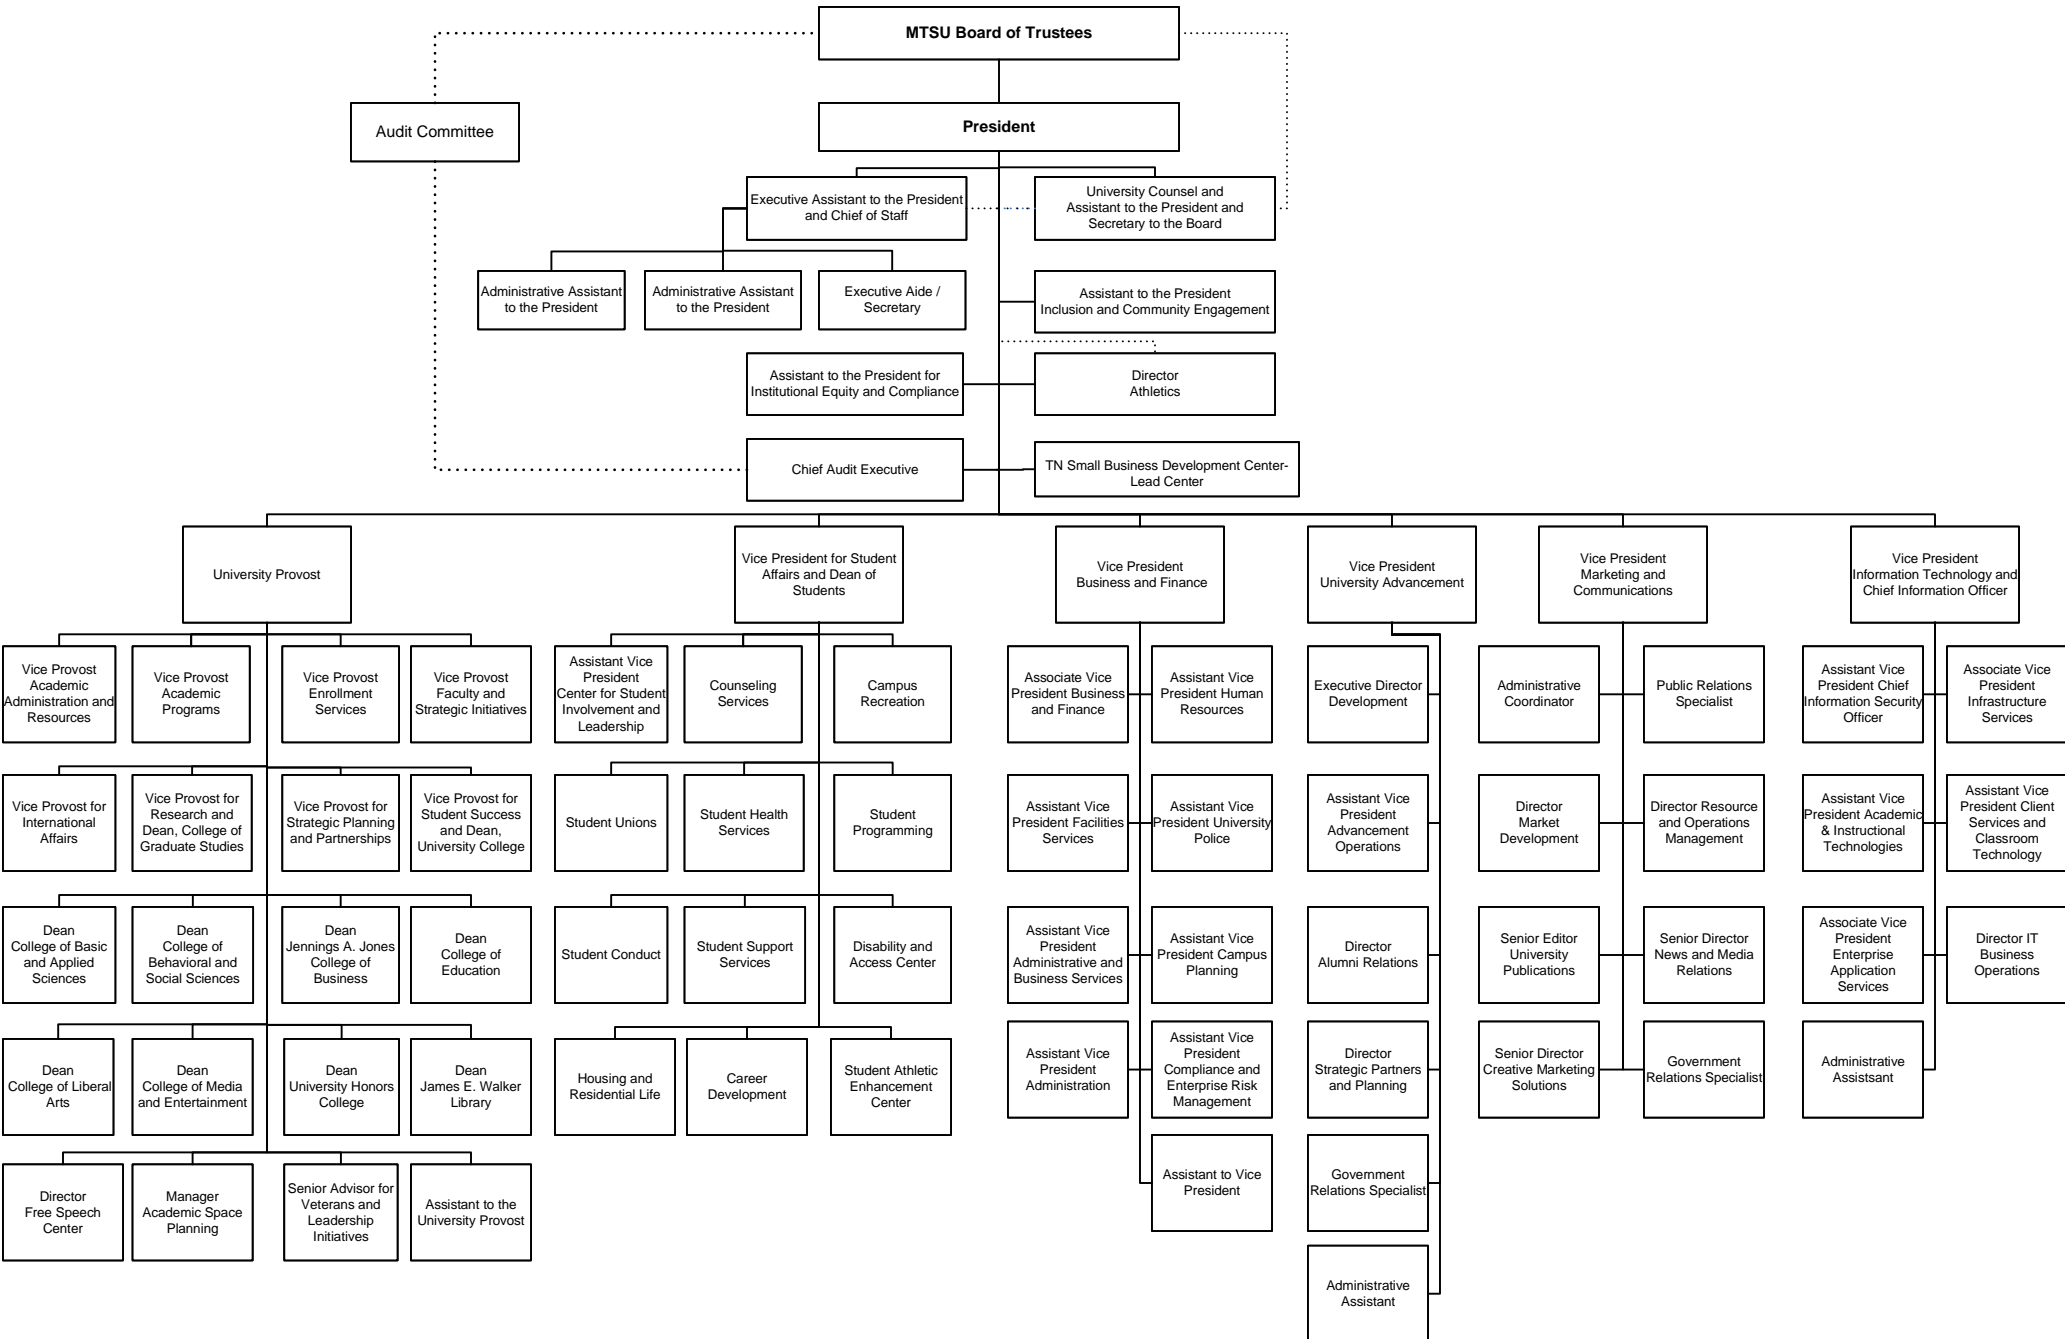 MTSU Board of Trustees
Audit Committee
President
Executive Assistant to the President
and Chief of Staff
University Counsel and
Assistant to the President and
Secretary to the Board
Administrative Assistant
to the President
Administrative Assistant
to the President
Executive Aide /
Secretary
Assistant to the President
Inclusion and Community Engagement
Assistant to the President for
Institutional Equity and Compliance
Director
Athletics
Chief Audit Executive
TN Small Business Development Center-
Lead Center
University Provost
Vice President for Student
Affairs and Dean of
Students
Vice President
Business and Finance
Vice President
University Advancement
Vice President
Marketing and
Communications
Vice President
Information Technology and
Chief Information Officer
Vice Provost
Academic
Administration and
Resources
Vice Provost
Academic
Programs
Vice Provost
Enrollment
Services
Vice Provost
Faculty and
Strategic Initiatives
Assistant Vice
President
Center for Student
Involvement and
Leadership
Counseling
Services
Campus
Recreation
Associate Vice
President Business
and Finance
Assistant Vice
President Human
Resources
Executive Director
Development
Administrative
Coordinator
Public Relations
Specialist
Assistant Vice
President Chief
Information Security
Officer
Associate Vice
President
Infrastructure
Services
Vice Provost for
International
Affairs
Vice Provost for
Research and
Dean, College of
Graduate Studies
Vice Provost for
Strategic Planning
and Partnerships
Vice Provost for
Student Success
and Dean,
University College
Student Unions
Student Health
Services
Student
Programming
Assistant Vice
President Facilities
Services
Assistant Vice
President University
Police
Assistant Vice
President
Advancement
Operations
Director
Market
Development
Director Resource
and Operations
Management
Assistant Vice
President Academic
& Instructional
Technologies
Assistant Vice
President Client
Services and
Classroom
Technology
Dean
College of Basic
and Applied
Sciences
Dean
College of
Behavioral and
Social Sciences
Dean
Jennings A. Jones
College of
Business
Dean
College of
Education
Student Conduct
Student Support
Services
Disability and
Access Center
Assistant Vice
President
Administrative and
Business Services
Assistant Vice
President Campus
Planning
Director
Alumni Relations
Senior Editor
University
Publications
Senior Director
News and Media
Relations
Associate Vice
President
Enterprise
Application
Services
Director IT
Business
Operations
Dean
College of Liberal
Arts
Dean
College of Media
and Entertainment
Dean
University Honors
College
Dean
James E. Walker
Library
Housing and
Residential Life
Career
Development
Student Athletic
Enhancement
Center
Assistant Vice
President
Administration
Assistant Vice
President
Compliance and
Enterprise Risk
Management
Director
Strategic Partners
and Planning
Senior Director
Creative Marketing
Solutions
Government
Relations Specialist
Administrative
Assistsant
Director
Free Speech
Center
Manager
Academic Space
Planning
Senior Advisor for
Veterans and
Leadership
Initiatives
Assistant to the
University Provost
Assistant to Vice
President
Government
Relations Specialist
Administrative
Assistant